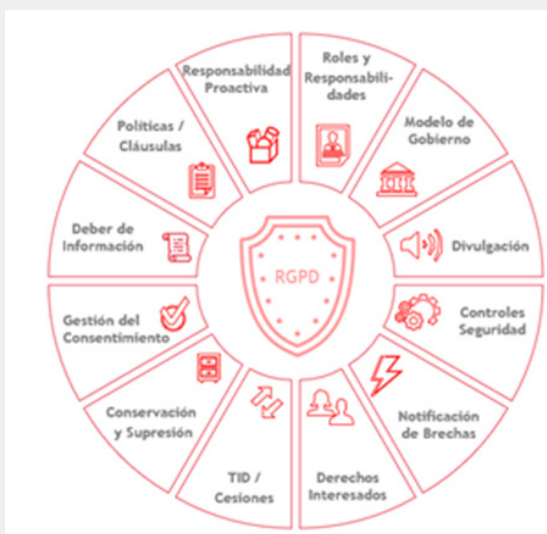 Responsabilidad
Proactiva
Roles y
Responsabili-
dades
Modelo de
Gobierno
Divulgación
Controles
Seguridad
Notificación
de Brechas
Derechos
Interesados
TID /
Cesiones
Conservación
y Supresión
Gestión del
Consentimiento
Deber de
Información
Políticas /
Cláusulas
RGPD